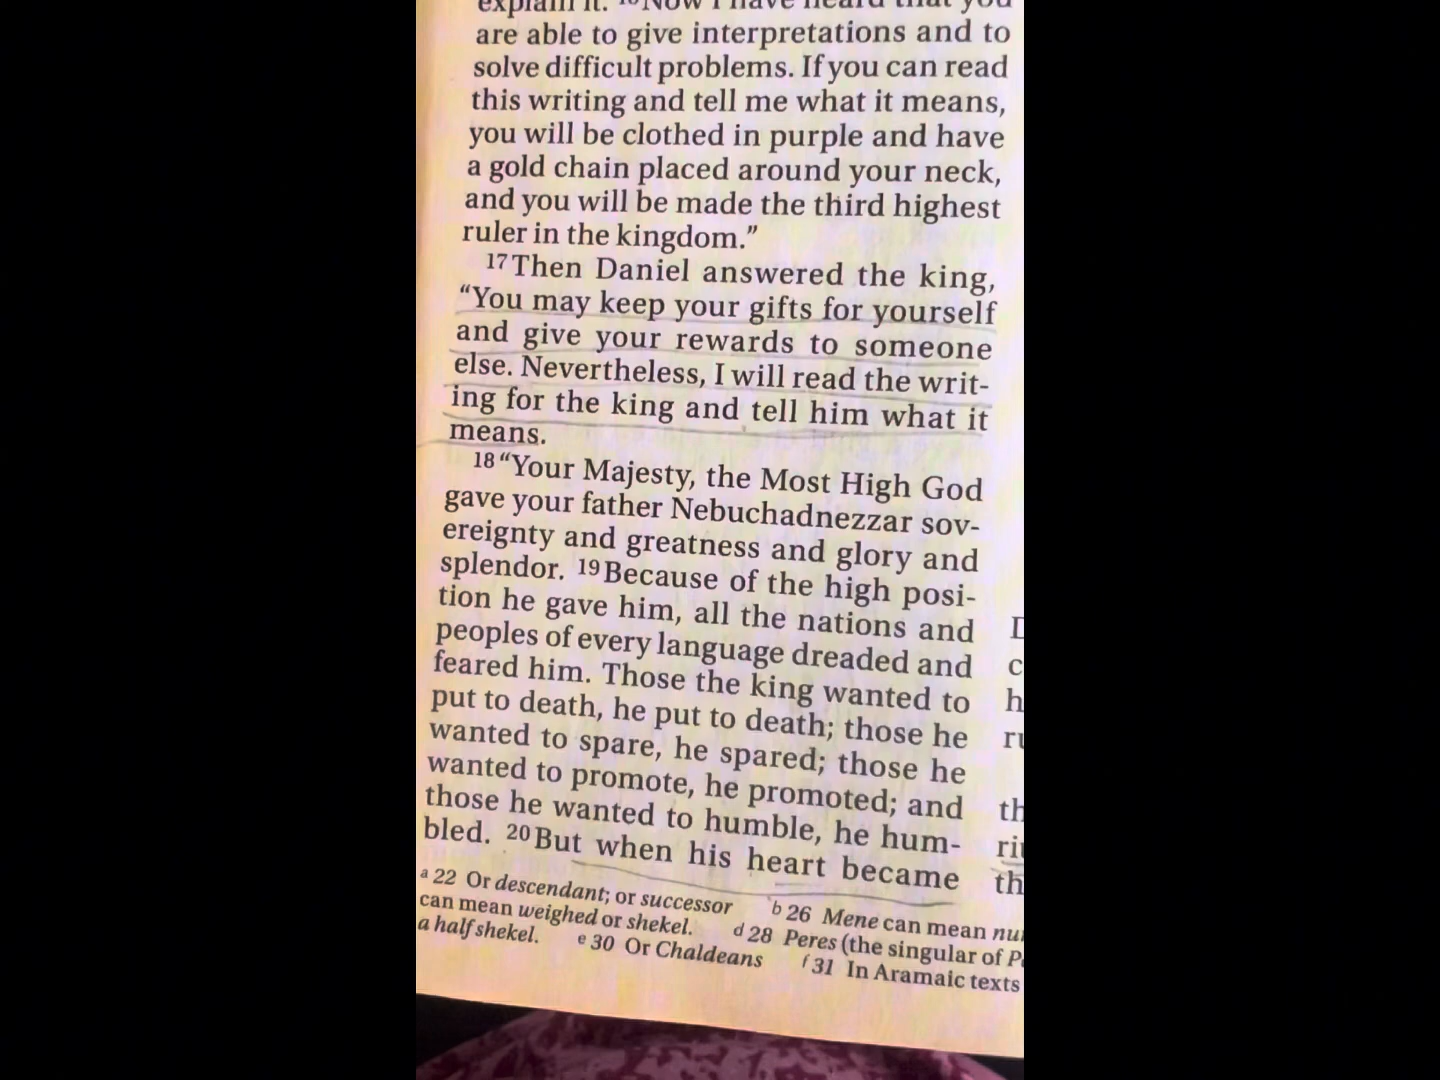 explain it. 16Now I have heard that you
are able to give interpretations and to
solve difficult problems. If you can read
this writing and tell me what it means,
you will be clothed in purple and have
a gold chain placed around your neck,
and you will be made the third highest
ruler in the kingdom.”
17Then Daniel answered the king,
“You may keep your gifts for yourself
and give your rewards to someone
else. Nevertheless, I will read the writ-
ing for the king and tell him what it
means.
18“Your Majesty, the Most High God
gave your father Nebuchadnezzar sov-
ereignty and greatness and glory and
splendor. 19Because of the high posi-
tion he gave him, all the nations and
peoples of every language dreaded and
feared him. Those the king wanted to
put to death, he put to death; those he
wanted to spare, he spared; those he
wanted to promote, he promoted; and
those he wanted to humble, he hum-
bled. 20But when his heart became
a 22 Or descendant; or successor b 26 Mene can mean
can mean weighed or shekel. d 28 Peres (the singular of
a half shekel. e 30 Or Chaldeans f 31 In Aramaic texts